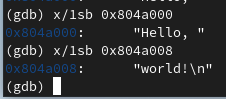 (gdb) x/1sb 0x804a000
0x804a000: "Hello, "
(gdb) x/1sb 0x804a008
0x804a008: "world!\n"
(gdb)